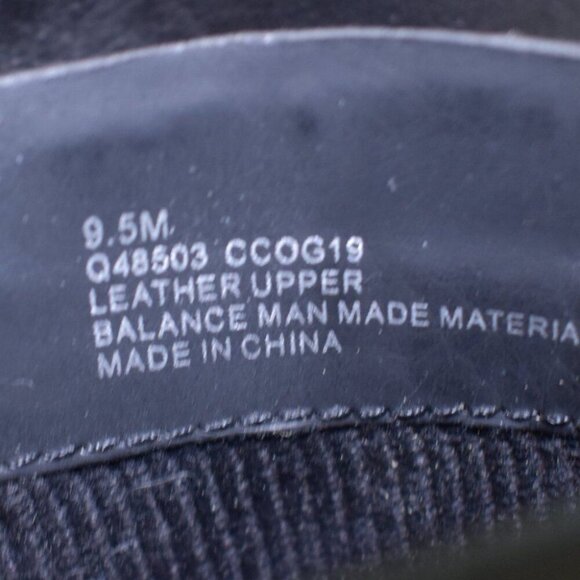 9.5M
Q48503 CCOG19
LEATHER UPPER
BALANCE MAN MADE MATERIA
MADE IN CHINA